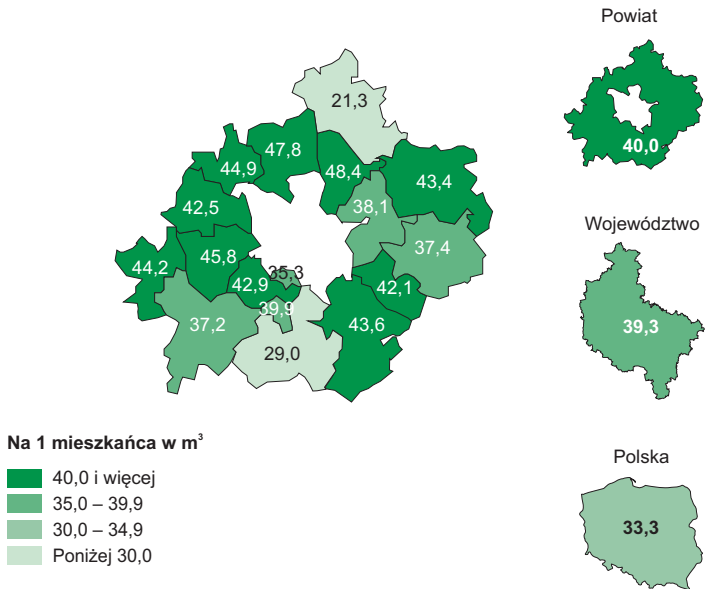 Powiat
21,3
47,8
44,9
48,4
43,4
40,0
42,5
38,1
Województwo
37,4
45,8
44,2
35,3
42,9
42,1
39,9
43,6
37,2
39,3
29,0
Na 1 mieszkańca w m³
40,0 i więcej
35,0 – 39,9
30,0 – 34,9
Poniżej 30,0
Polska
33,3